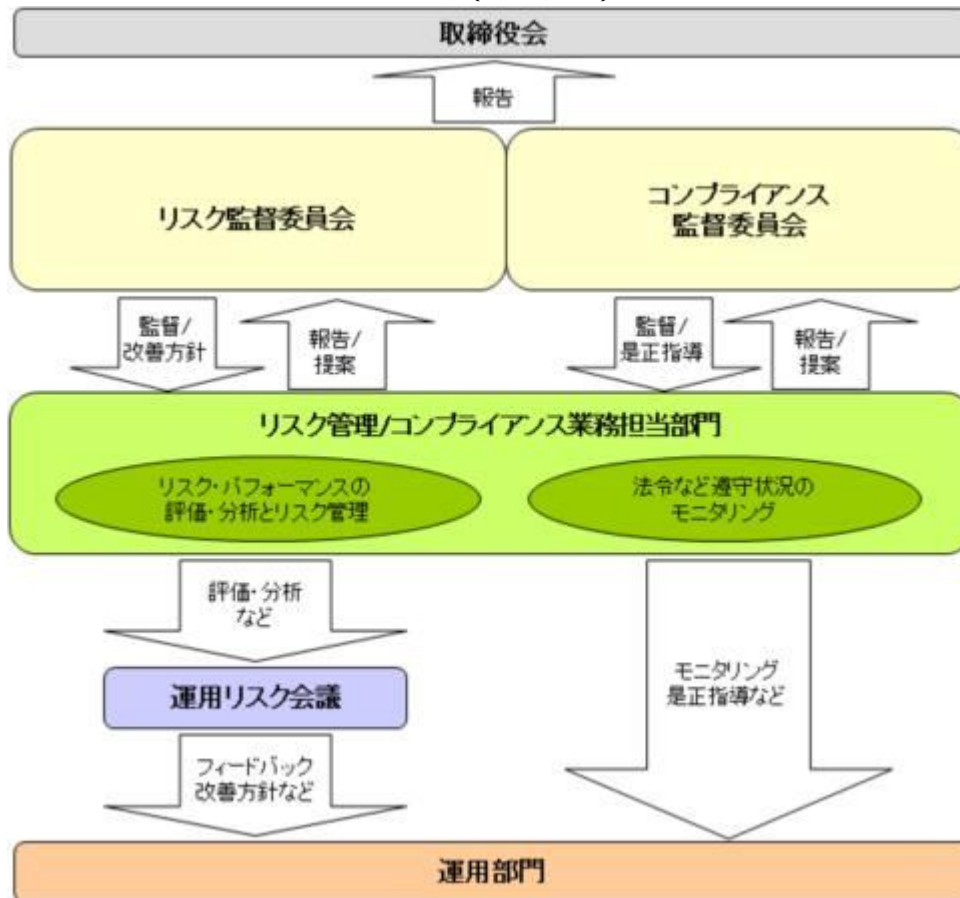 取締役会
報告
リスク監督委員会
コンプライアンス
監督委員会
監督/
改善方針
報告/
提案
監督/
是正指導
報告/
提案
リスク管理/コンプライアンス業務担当部門
リスク・パフォーマンスの
評価・分析とリスク管理
法令など遵守状況の
モニタリング
評価・分析
など
運用リスク会議
モニタリング
是正指導など
フィードバック
改善方針など
運用部門